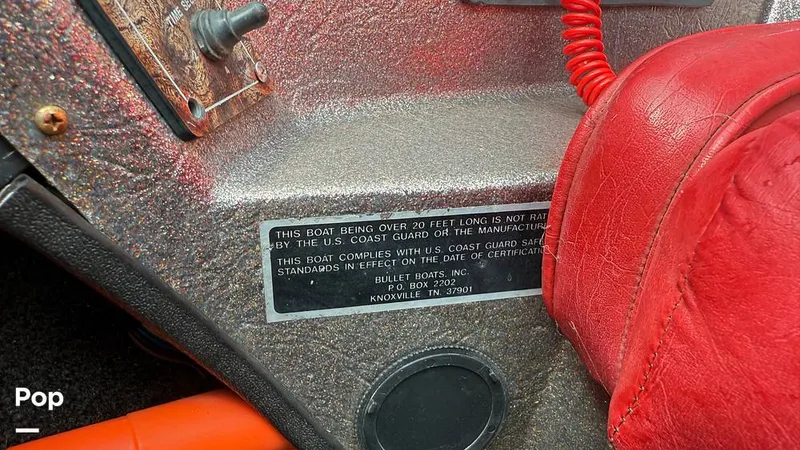 TIME
THIS BOAT BEING OVER 20 FEET LONG IS NOT RAT
BY THE U.S. COAST GUARD OR THE MANUFACTUR
THIS BOAT COMPLIES WITH U.S. COAST GUARD SAFE
STANDARDS IN EFFECT ON THE DATE OF CERTIFICATI
BULLET BOATS, INC.
P.O. BOX 2202
KNOXVILLE TN. 37901
Pop